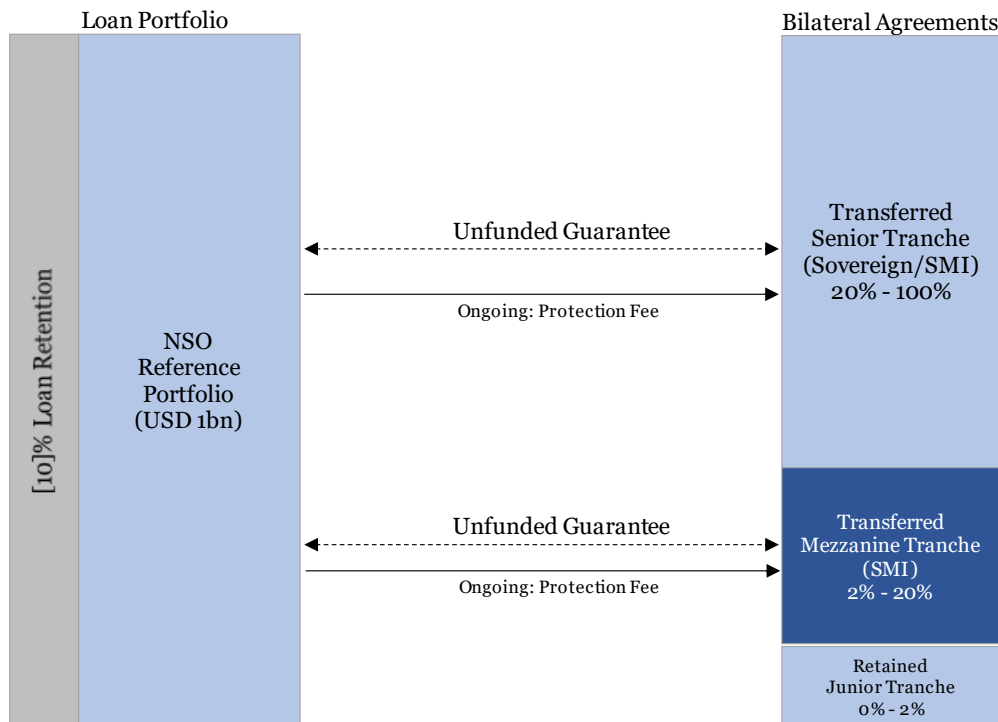 Loan Portfolio
Bilateral Agreements
[10]% Loan Retention
NSO
Reference
Portfolio
(USD 1bn)
Unfunded Guarantee
Ongoing: Protection Fee
Transferred
Senior Tranche
(Sovereign/SMI)
20% - 100%
Unfunded Guarantee
Ongoing: Protection Fee
Transferred
Mezzanine Tranche
(SMI)
2% - 20%
Retained
Junior Tranche
0% - 2%